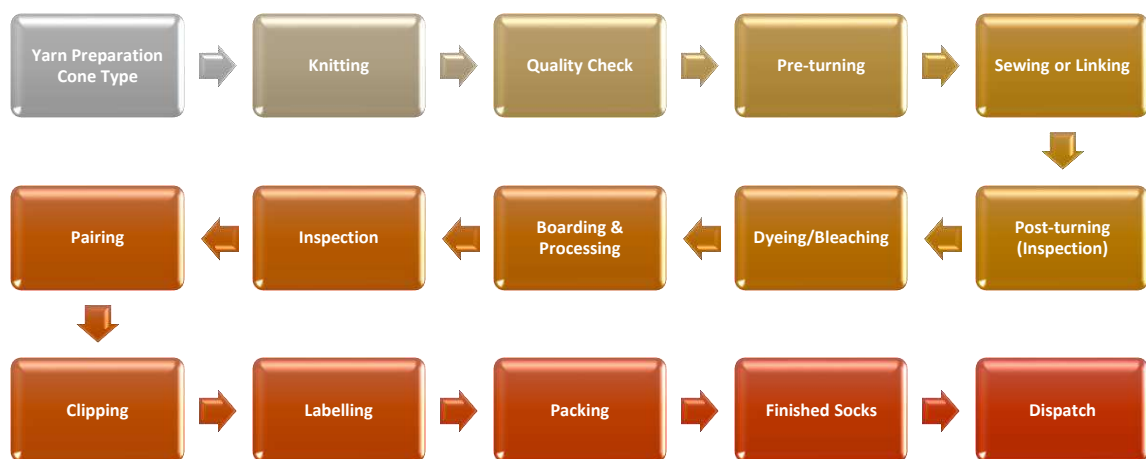 Yarn Preparation
Cone Type
Knitting
Quality Check
Pre-turning
Sewing or Linking
Post-turning
(Inspection)
Dyeing/Bleaching
Boarding &
Processing
Inspection
Pairing
Clipping
Labelling
Packing
Finished Socks
Dispatch